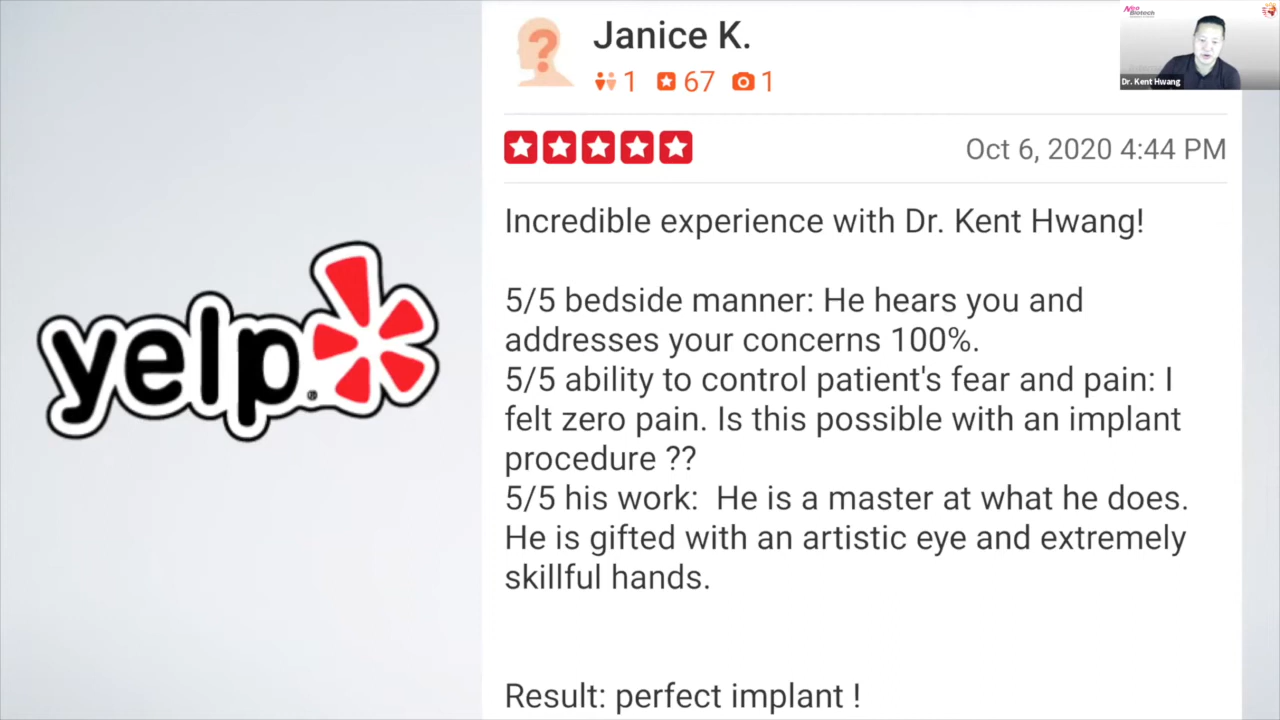 Janice K.
1 67 1
Oct 6, 2020 4:44 PM
Incredible experience with Dr. Kent Hwang!
5/5 bedside manner: He hears you and
addresses your concerns 100%.
5/5 ability to control patient's fear and pain: I
felt zero pain. Is this possible with an implant
procedure ??
5/5 his work:  He is a master at what he does.
He is gifted with an artistic eye and extremely
skillful hands.
Result: perfect implant !
yelp
®
Neo
Biotech
Dr. Kent Hwang